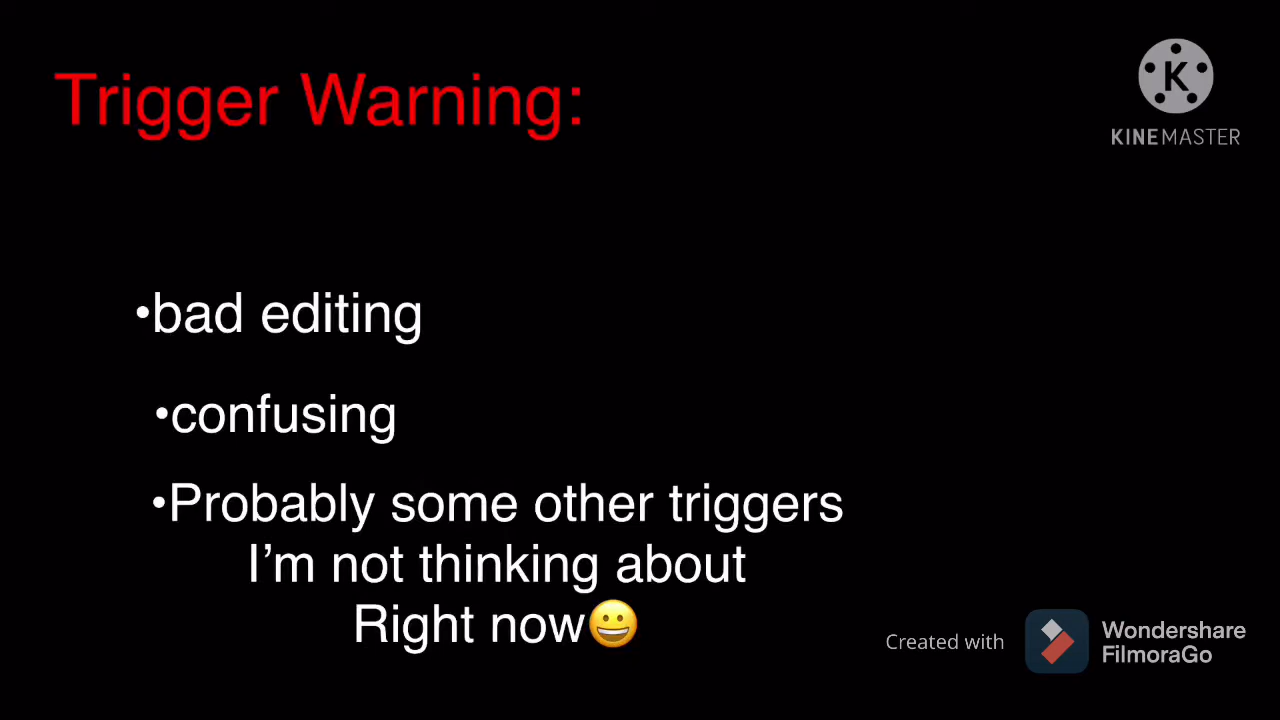 Trigger Warning:
K
KINEMASTER
•bad editing
•confusing
•Probably some other triggers
I’m not thinking about
Right now😀
Created with
Wondershare
FilmoraGo